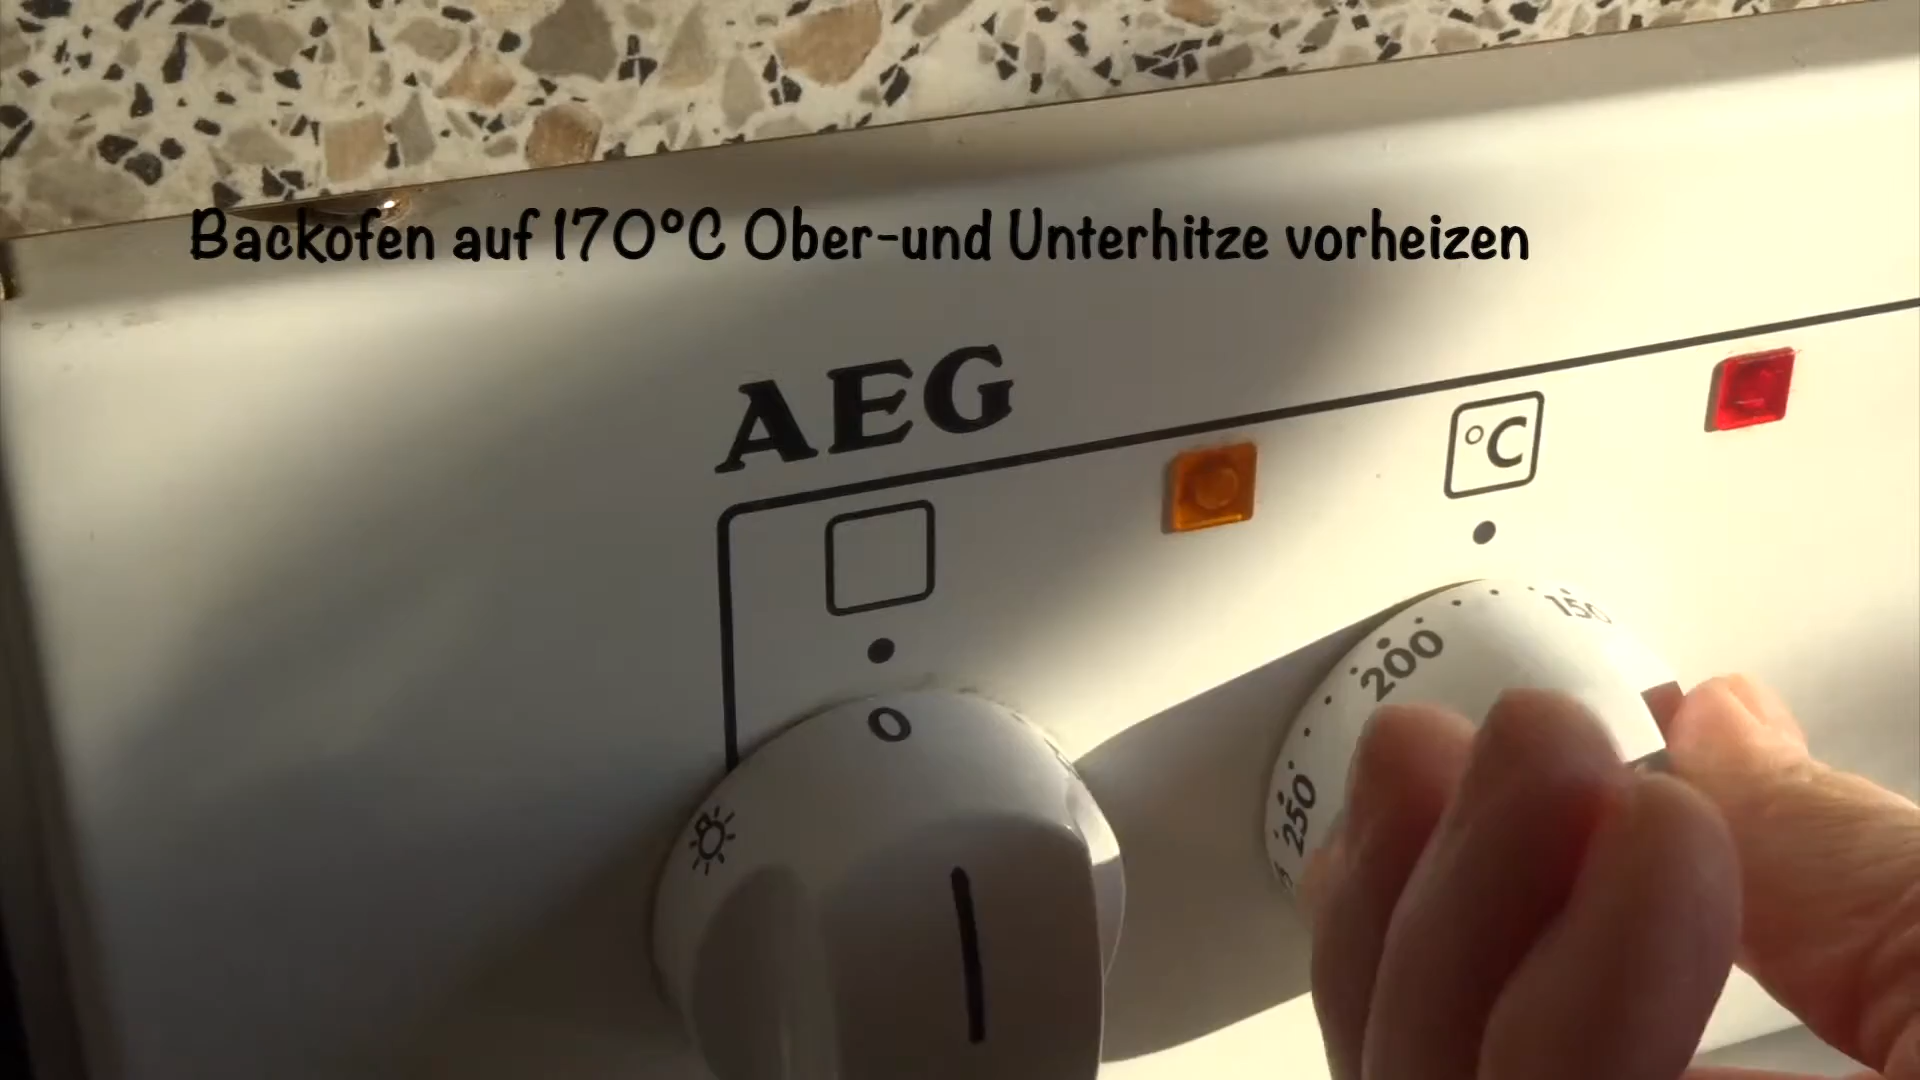 Backofen auf 170°C Ober-und Unterhitze vorheizen
AEG
°C
150
200
0
250